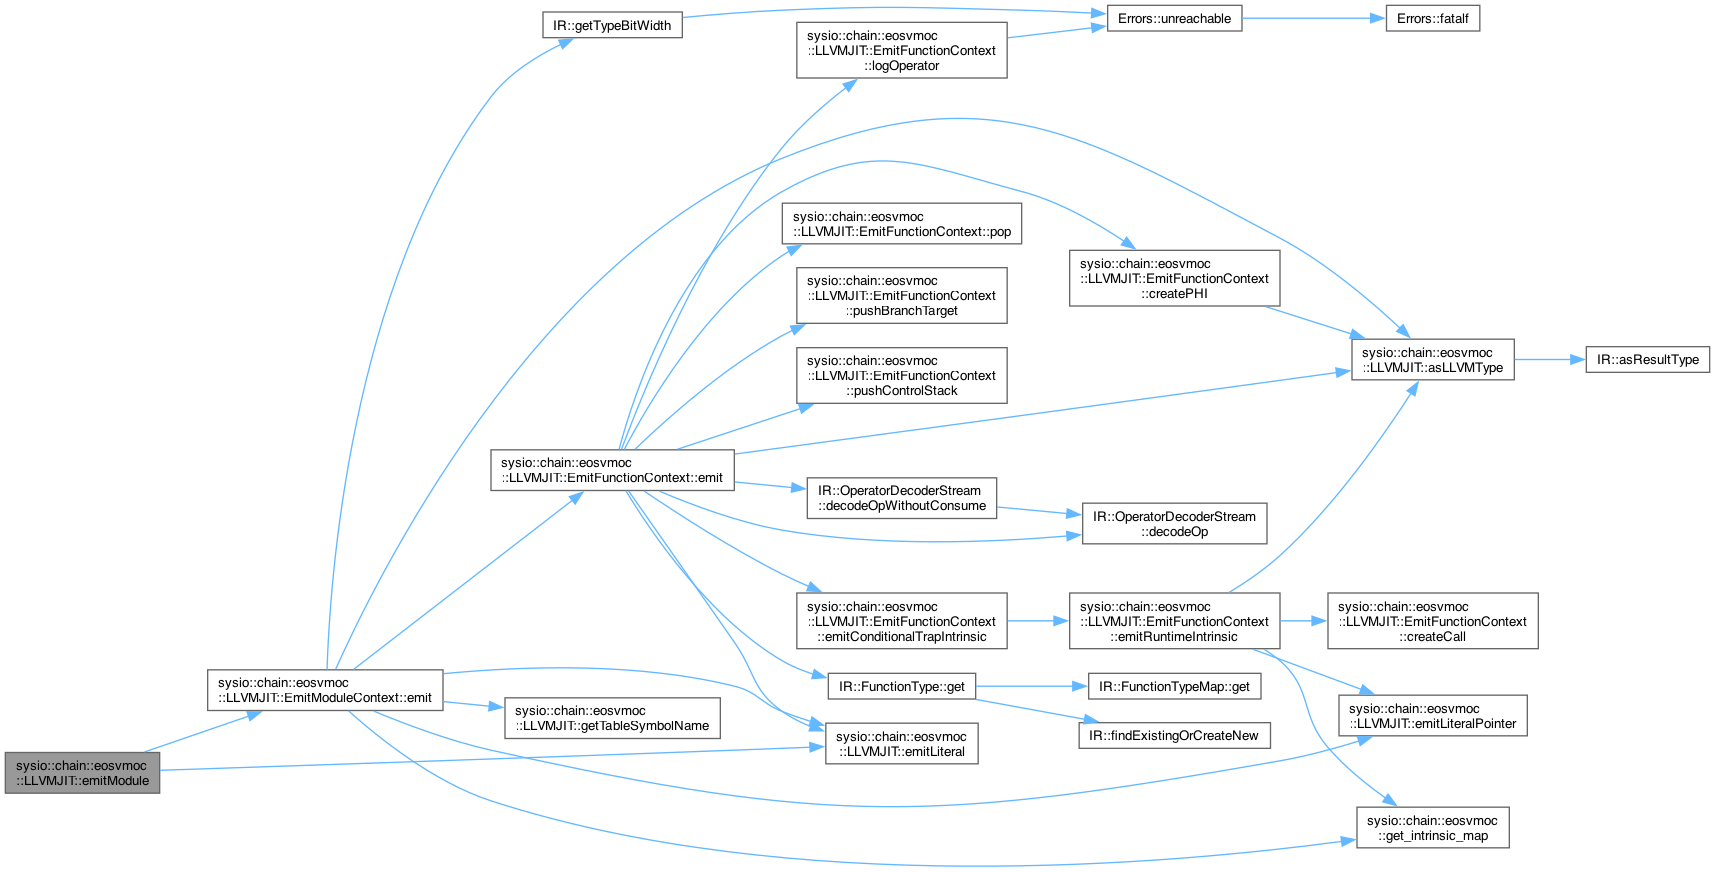 sysio::chain::eosvmoc
::LLVMJIT::emitModule
sysio::chain::eosvmoc
::LLVMJIT::EmitModuleContext::emit
IR::getTypeBitWidth
sysio::chain::eosvmoc
::LLVMJIT::EmitFunctionContext::emit
sysio::chain::eosvmoc
::LLVMJIT::getTableSymbolName
sysio::chain::eosvmoc
::LLVMJIT::EmitFunctionContext
::logOperator
sysio::chain::eosvmoc
::LLVMJIT::EmitFunctionContext::pop
sysio::chain::eosvmoc
::LLVMJIT::EmitFunctionContext
::pushBranchTarget
sysio::chain::eosvmoc
::LLVMJIT::EmitFunctionContext
::pushControlStack
IR::OperatorDecoderStream
::decodeOpWithoutConsume
sysio::chain::eosvmoc
::LLVMJIT::EmitFunctionContext
::emitConditionalTrapIntrinsic
IR::FunctionType::get
sysio::chain::eosvmoc
::LLVMJIT::emitLiteral
Errors::unreachable
sysio::chain::eosvmoc
::LLVMJIT::EmitFunctionContext
::createPHI
IR::OperatorDecoderStream
::decodeOp
sysio::chain::eosvmoc
::LLVMJIT::EmitFunctionContext
::emitRuntimeIntrinsic
IR::FunctionTypeMap::get
IR::findExistingOrCreateNew
Errors::fatalf
sysio::chain::eosvmoc
::LLVMJIT::asLLVMType
sysio::chain::eosvmoc
::LLVMJIT::EmitFunctionContext
::createCall
sysio::chain::eosvmoc
::LLVMJIT::emitLiteralPointer
sysio::chain::eosvmoc
::get_intrinsic_map
IR::asResultType